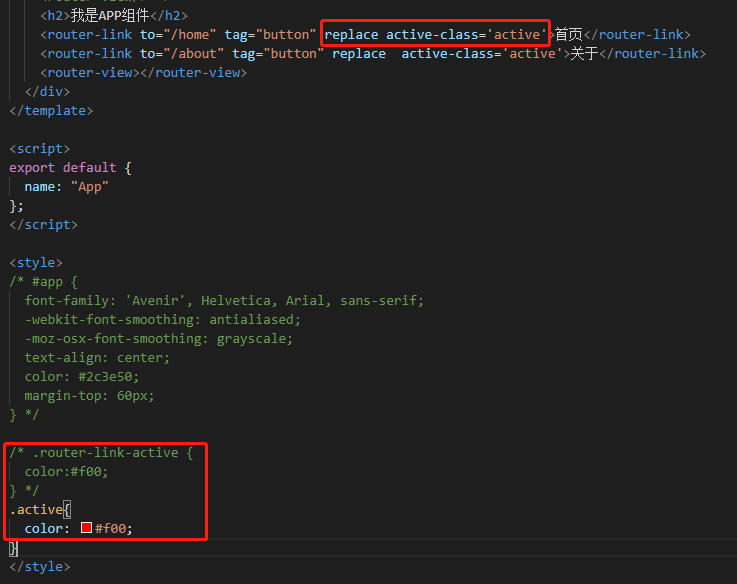 <h2>我是APP组件</h2>
<router-link to="/home" tag="button" replace active-class='active'>首页</router-link>
<router-link to="/about" tag="button" replace  active-class='active'>关于</router-link>
<router-view></router-view>
</div>
</template>
<script>
export default {
name: "App"
};
</script>
<style>
/* #app {
font-family: 'Avenir', Helvetica, Arial, sans-serif;
-webkit-font-smoothing: antialiased;
-moz-osx-font-smoothing: grayscale;
text-align: center;
color: #2c3e50;
margin-top: 60px;
} */
/* .router-link-active {
color:#f00;
} */
.active{
color: #f00;
}
</style>